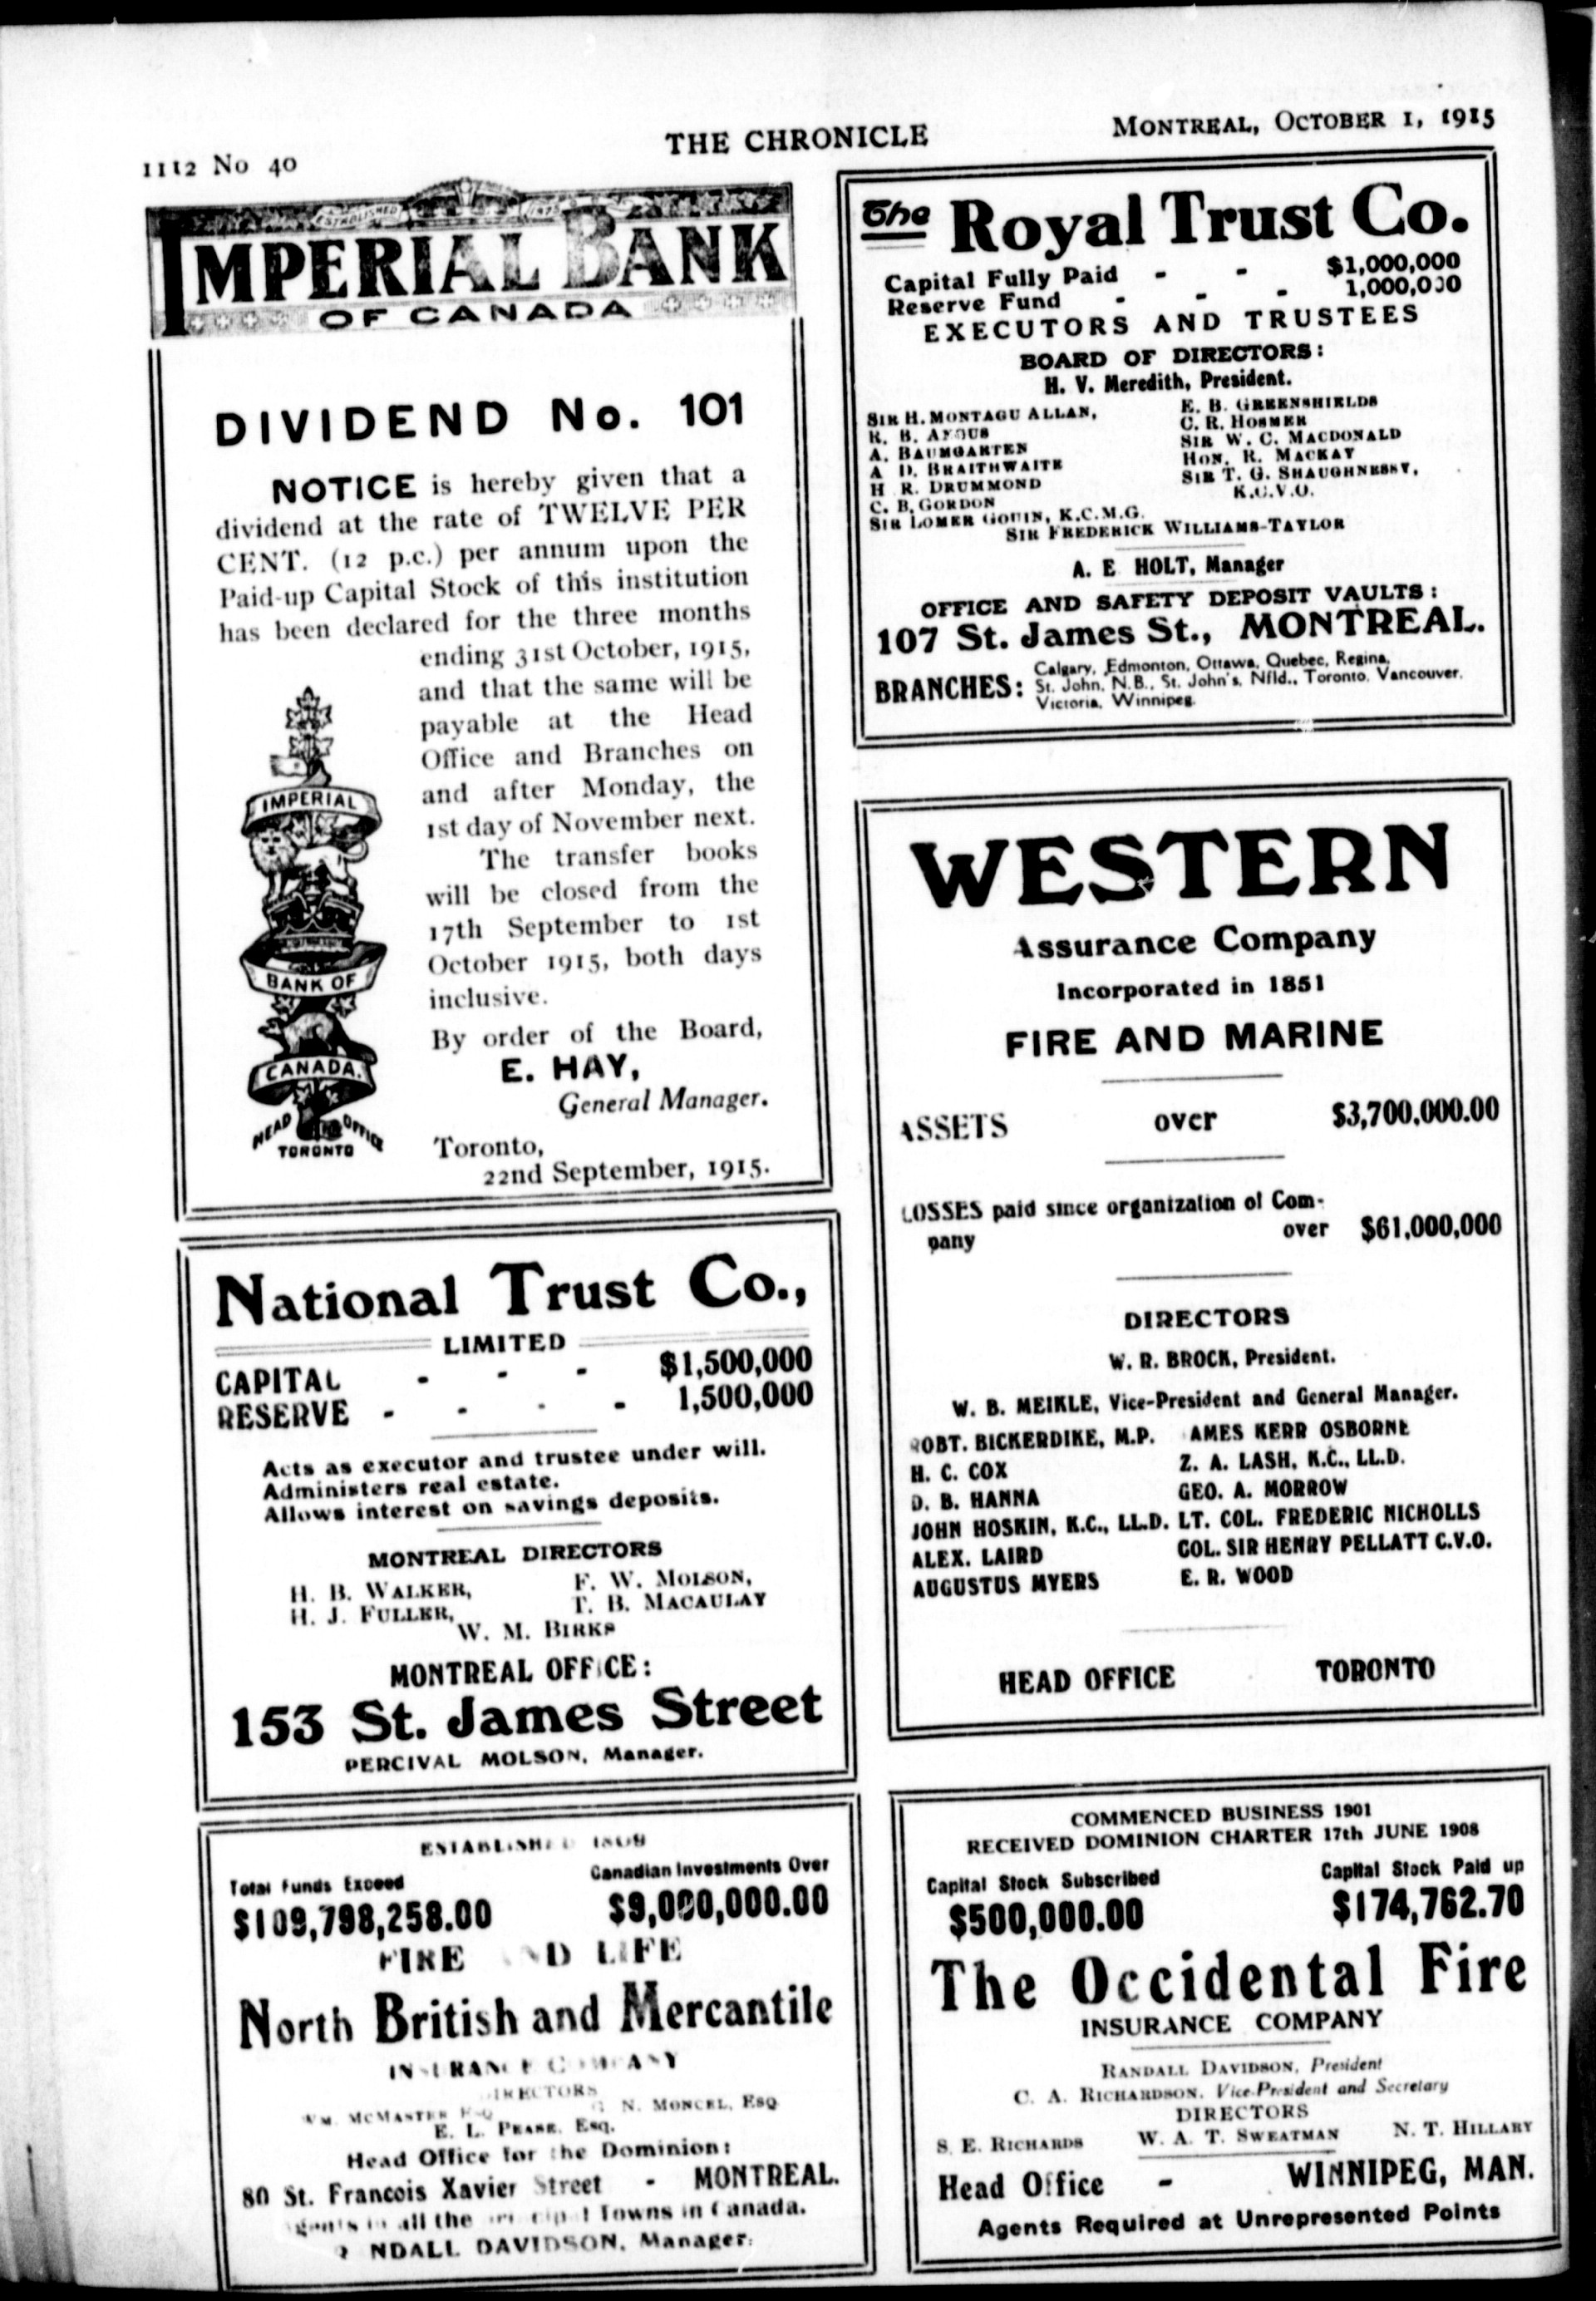 1112 No 40
THE CHRONICLE
MONTREAL, OCTOBER 1, 1915
ESTABLISHED 1875
IMPERIAL BANK
OF CANADA
DIVIDEND No. 101
NOTICE is hereby given that a
dividend at the rate of TWELVE PER
CENT. (12 p.c.) per annum upon the
Paid-up Capital Stock of this institution
has been declared for the three months
ending 31st October, 1915,
and that the same will be
payable at the Head
Office and Branches on
and after Monday, the
1st day of November next.
The transfer books
will be closed from the
17th September to 1st
October 1915, both days
inclusive.
By order of the Board,
E. HAY,
General Manager.
Toronto,
22nd September, 1915.
IMPERIAL
BANK OF
CANADA.
HEAD OFFICE
TORONTO
National Trust Co.,
LIMITED
CAPITAL - - - $1,500,000
RESERVE - - - - 1,500,000
Acts as executor and trustee under will.
Administers real estate.
Allows interest on savings deposits.
MONTREAL DIRECTORS
H. B. WALKER, F. W. MOLSON,
H. J. FULLER, T. B. MACAULAY
W. M. BIRKS
MONTREAL OFFICE:
153 St. James Street
PERCIVAL MOLSON, Manager.
ESTABLISHED 1809
Total Funds Exceed Canadian Investments Over
$109,798,258.00 $9,000,000.00
FIRE AND LIFE
North British and Mercantile
INSURANCE COMPANY
DIRECTORS
WM. MCMASTER ESQ. G. N. MONCEL, ESQ
E. L. PEASE, ESQ.
Head Office for the Dominion:
80 St. Francois Xavier Street - MONTREAL.
Agents in all the principal Towns in Canada.
RANDALL DAVIDSON, Manager.
The Royal Trust Co.
Capital Fully Paid - - $1,000,000
Reserve Fund - - - 1,000,000
EXECUTORS AND TRUSTEES
BOARD OF DIRECTORS:
H. V. Meredith, President.
SIR H. MONTAGU ALLAN, E. B. GREENSHIELDS
R. B. ANGUS C. R. HOSMER
A. BAUMGARTEN SIR W. C. MACDONALD
A. D. BRAITHWAITE HON. R. MACKAY
H. R. DRUMMOND SIR T. G. SHAUGHNESSY,
C. B. GORDON K.C.V.O.
SIR LOMER GOUIN, K.C.M.G.
SIR FREDERICK WILLIAMS-TAYLOR
A. E HOLT, Manager
OFFICE AND SAFETY DEPOSIT VAULTS:
107 St. James St., MONTREAL.
BRANCHES: Calgary, Edmonton, Ottawa, Quebec, Regina,
St. John, N.B., St. John's, Nfld., Toronto, Vancouver,
Victoria, Winnipeg.
WESTERN
Assurance Company
Incorporated in 1851
FIRE AND MARINE
ASSETS over $3,700,000.00
LOSSES paid since organization of Com-
pany over $61,000,000
DIRECTORS
W. R. BROCK, President.
W. B. MEIKLE, Vice-President and General Manager.
ROBT. BICKERDIKE, M.P. JAMES KERR OSBORNE
H. C. COX Z. A. LASH, K.C., LL.D.
D. B. HANNA GEO. A. MORROW
JOHN HOSKIN, K.C., LL.D. LT. COL. FREDERIC NICHOLLS
ALEX. LAIRD COL. SIR HENRY PELLATT C.V.O.
AUGUSTUS MYERS E. R. WOOD
HEAD OFFICE TORONTO
COMMENCED BUSINESS 1901
RECEIVED DOMINION CHARTER 17th JUNE 1908
Capital Stock Subscribed Capital Stock Paid up
$500,000.00 $174,762.70
The Occidental Fire
INSURANCE COMPANY
RANDALL DAVIDSON, President
C. A. RICHARDSON, Vice-President and Secretary
DIRECTORS
S. E. RICHARDS W. A. T. SWEATMAN N. T. HILLARY
Head Office - WINNIPEG, MAN.
Agents Required at Unrepresented Points